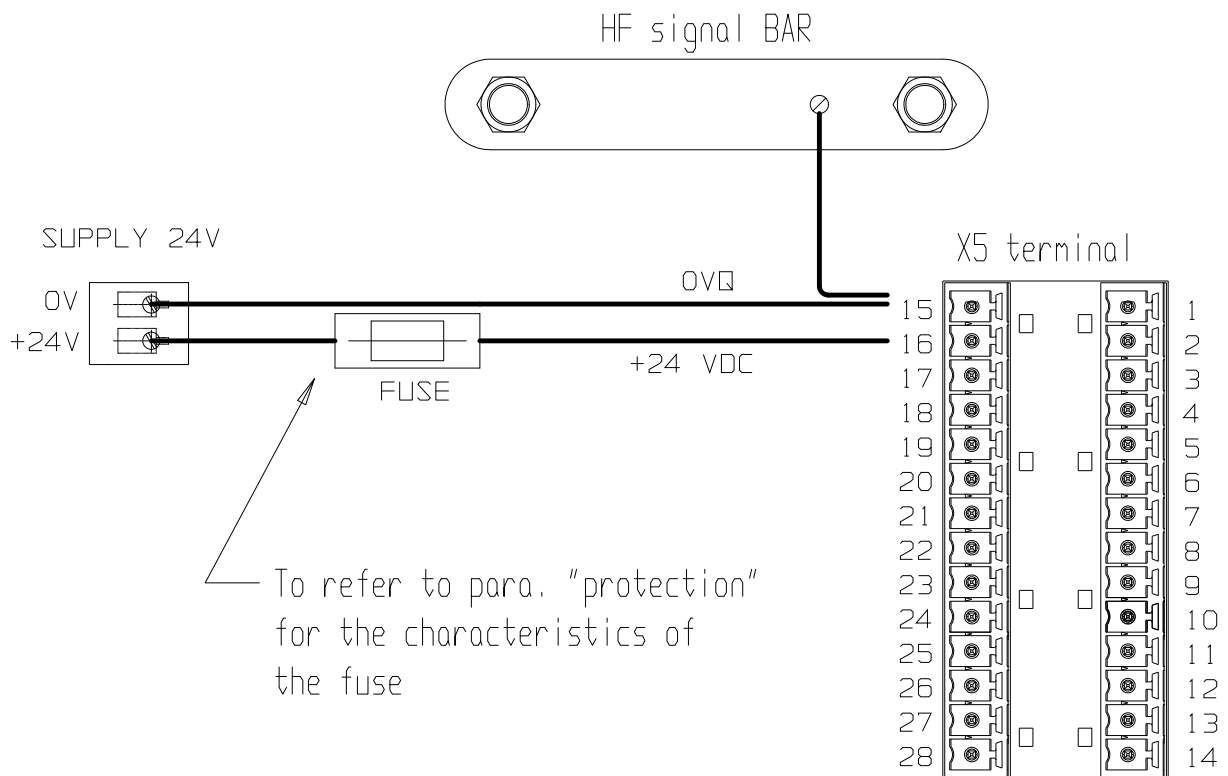 HF signal BAR
SUPPLY 24V
X5 terminal
0V
0VQ
+24V
+24 VDC
FUSE
15
16
17
18
19
20
21
22
23
24
25
26
27
28
1
2
3
4
5
6
7
8
9
10
11
12
13
14
To refer to para. "protection"
for the characteristics of
the fuse